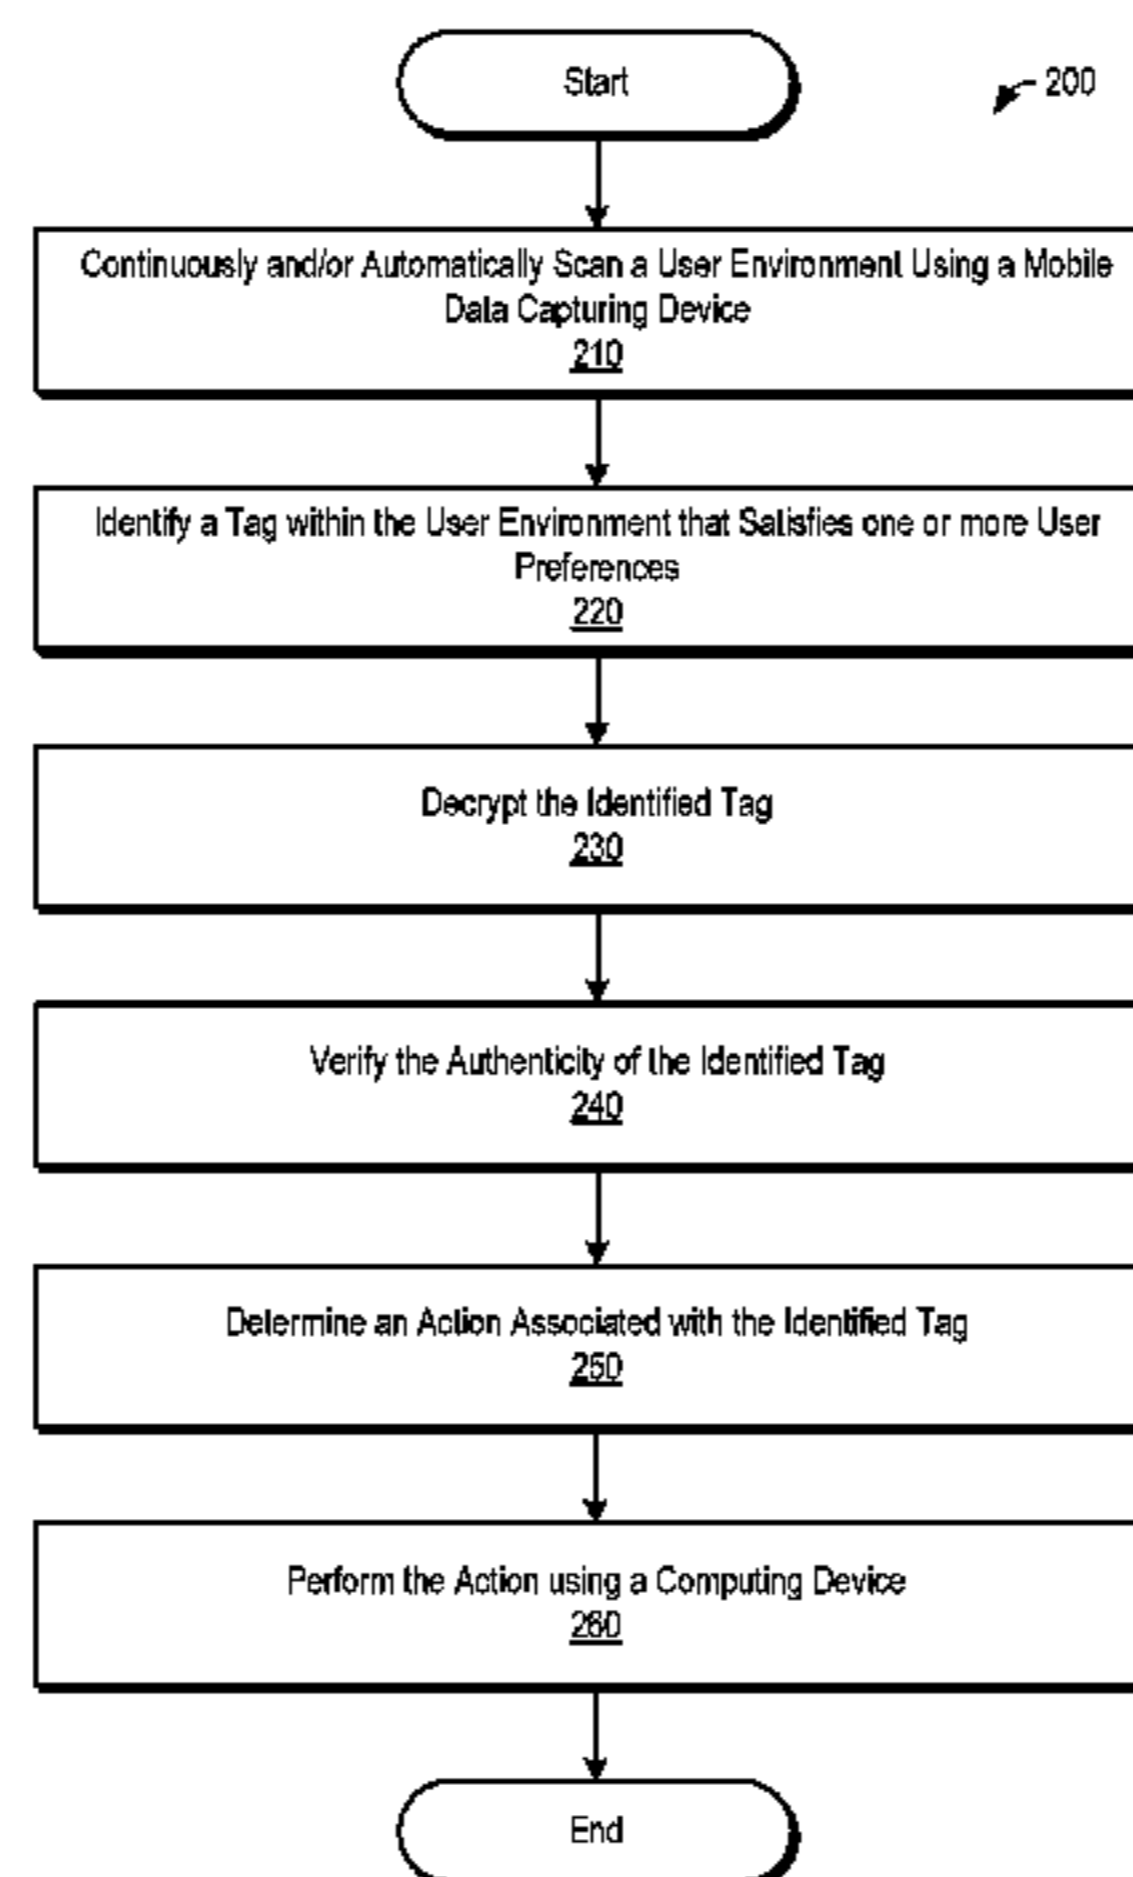 Start
200
Continuously and/or Automatically Scan a User Environment Using a Mobile
Data Capturing Device
210
Identify a Tag within the User Environment that Satisfies one or more User
Preferences
220
Decrypt the Identified Tag
230
Verify the Authenticity of the Identified Tag
240
Determine an Action Associated with the Identified Tag
250
Perform the Action using a Computing Device
260
End